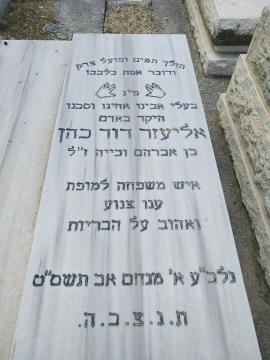 הולך תמים ופועל צדק
ודובר אמת בלבבו
פ"נ
בעלי אבינו אחינו וסבנו
היקר באדם
אליעזר דוד כהן
בן אברהם וכייה ז"ל
איש משפחה למופת
ענו צנוע
ואהוב על הבריות
נלב"ע א' מנחם אב תשס"ט
ת.נ.צ.ב.ה.